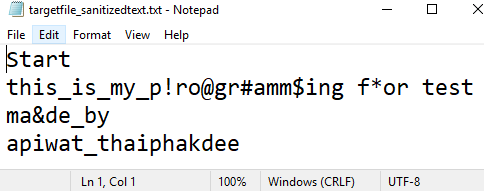 targetfile_sanitizedtext.txt - Notepad
File Edit Format View Help
Start
this_is_my_p!ro@gr#amm$ing f*or test
ma&de_by
apiwat_thaiphakdee
Ln 1, Col 1 100% Windows (CRLF) UTF-8